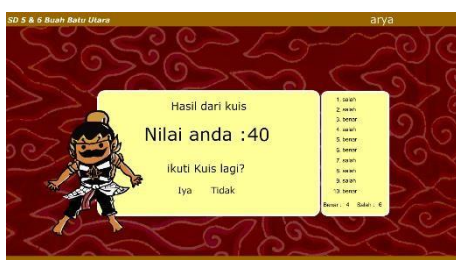 SD 5 & 6 Buah Batu Utara
arya
Hasil dari kuis
Nilai anda :40
ikuti Kuis lagi?
Iya Tidak
1. salah
2. salah
3. benar
4. salah
5. benar
6. benar
7. salah
8. salah
9. salah
10. benar
Benar : 4 Salah : 6